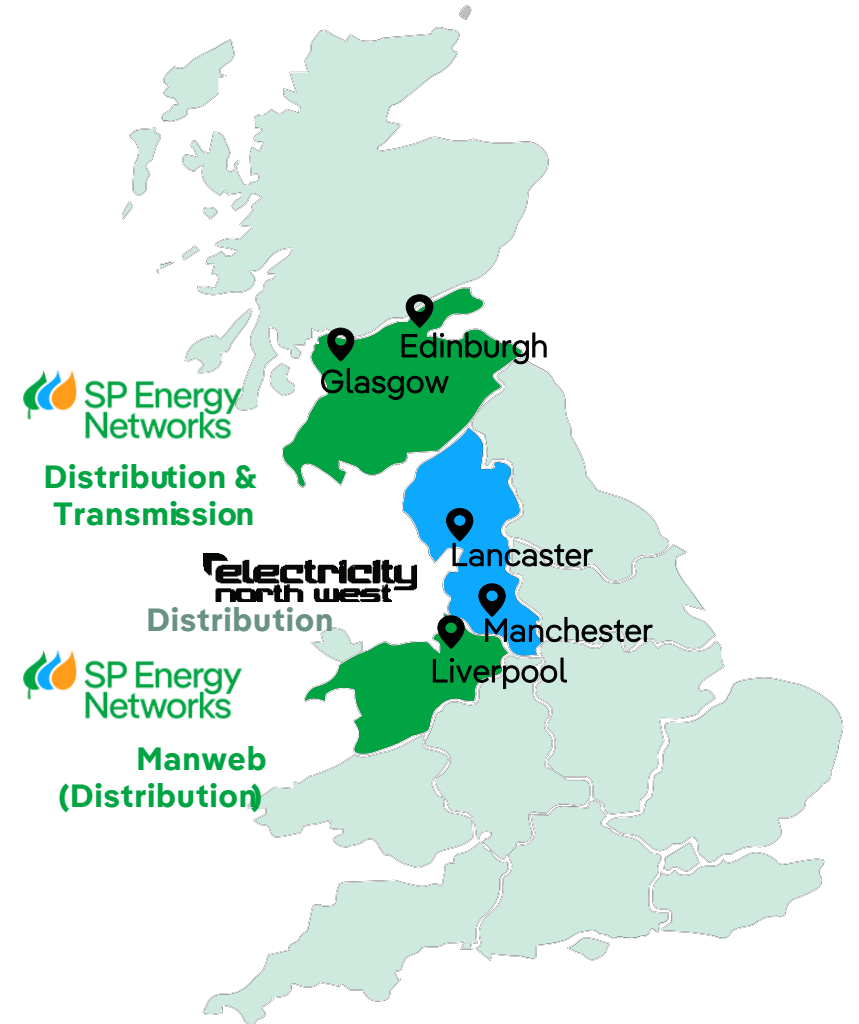 Edinburgh
Glasgow
SP Energy
Networks
Distribution &
Transmission
Lancaster
electricity
north west
Distribution
Manchester
Liverpool
SP Energy
Networks
Manweb
(Distribution)